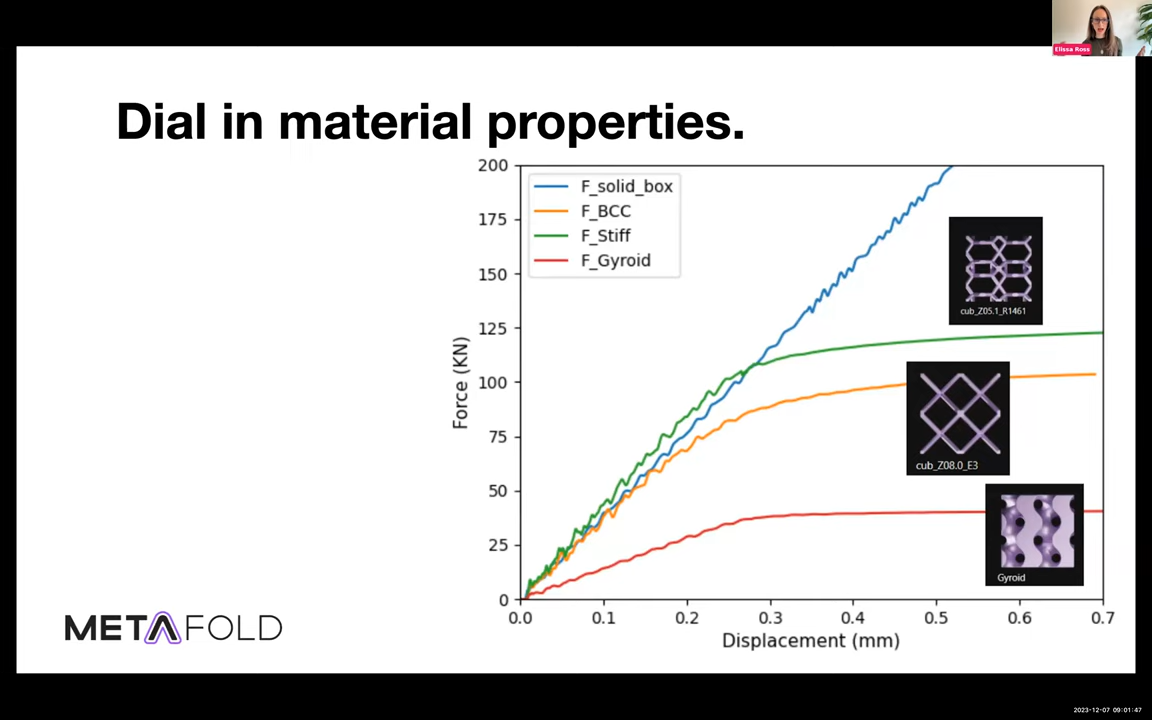 Elissa Ross
Dial in material properties.
200
175
150
125
100
75
50
25
0
Force (KN)
F_solid_box
F_BCC
F_Stiff
F_Gyroid
cub_Z05.1_R1461
cub_Z08.0_E3
Gyroid
0.0 0.1 0.2 0.3 0.4 0.5 0.6 0.7
Displacement (mm)
METAFOLD
2023-12-07 09:01:47